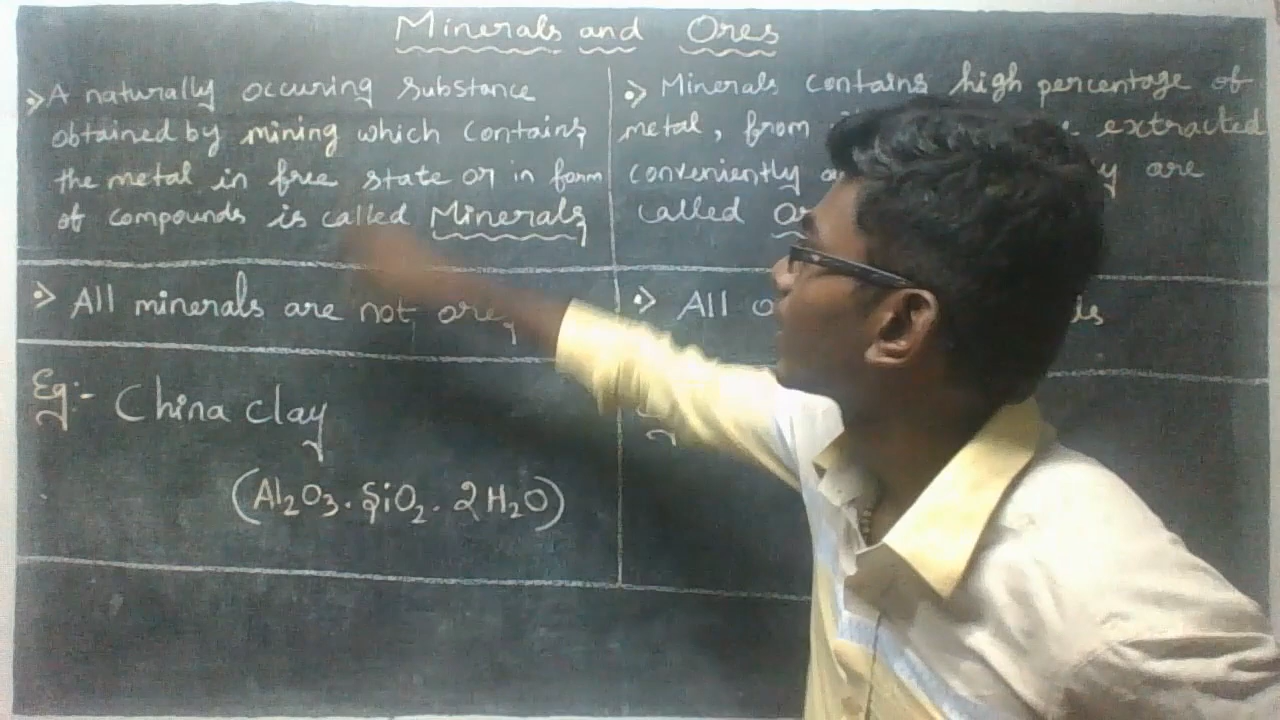 Minerals and Ores
•> A naturally occuring substance
obtained by mining which contains
the metal in free state or in form
of compounds is called Minerals
•> Minerals contains high percentage of
metal, from extracted
conveniently are
called
•> All minerals are not ores
•> All
Eg:- China clay
(Al₂O₃.SiO₂.2H₂O)